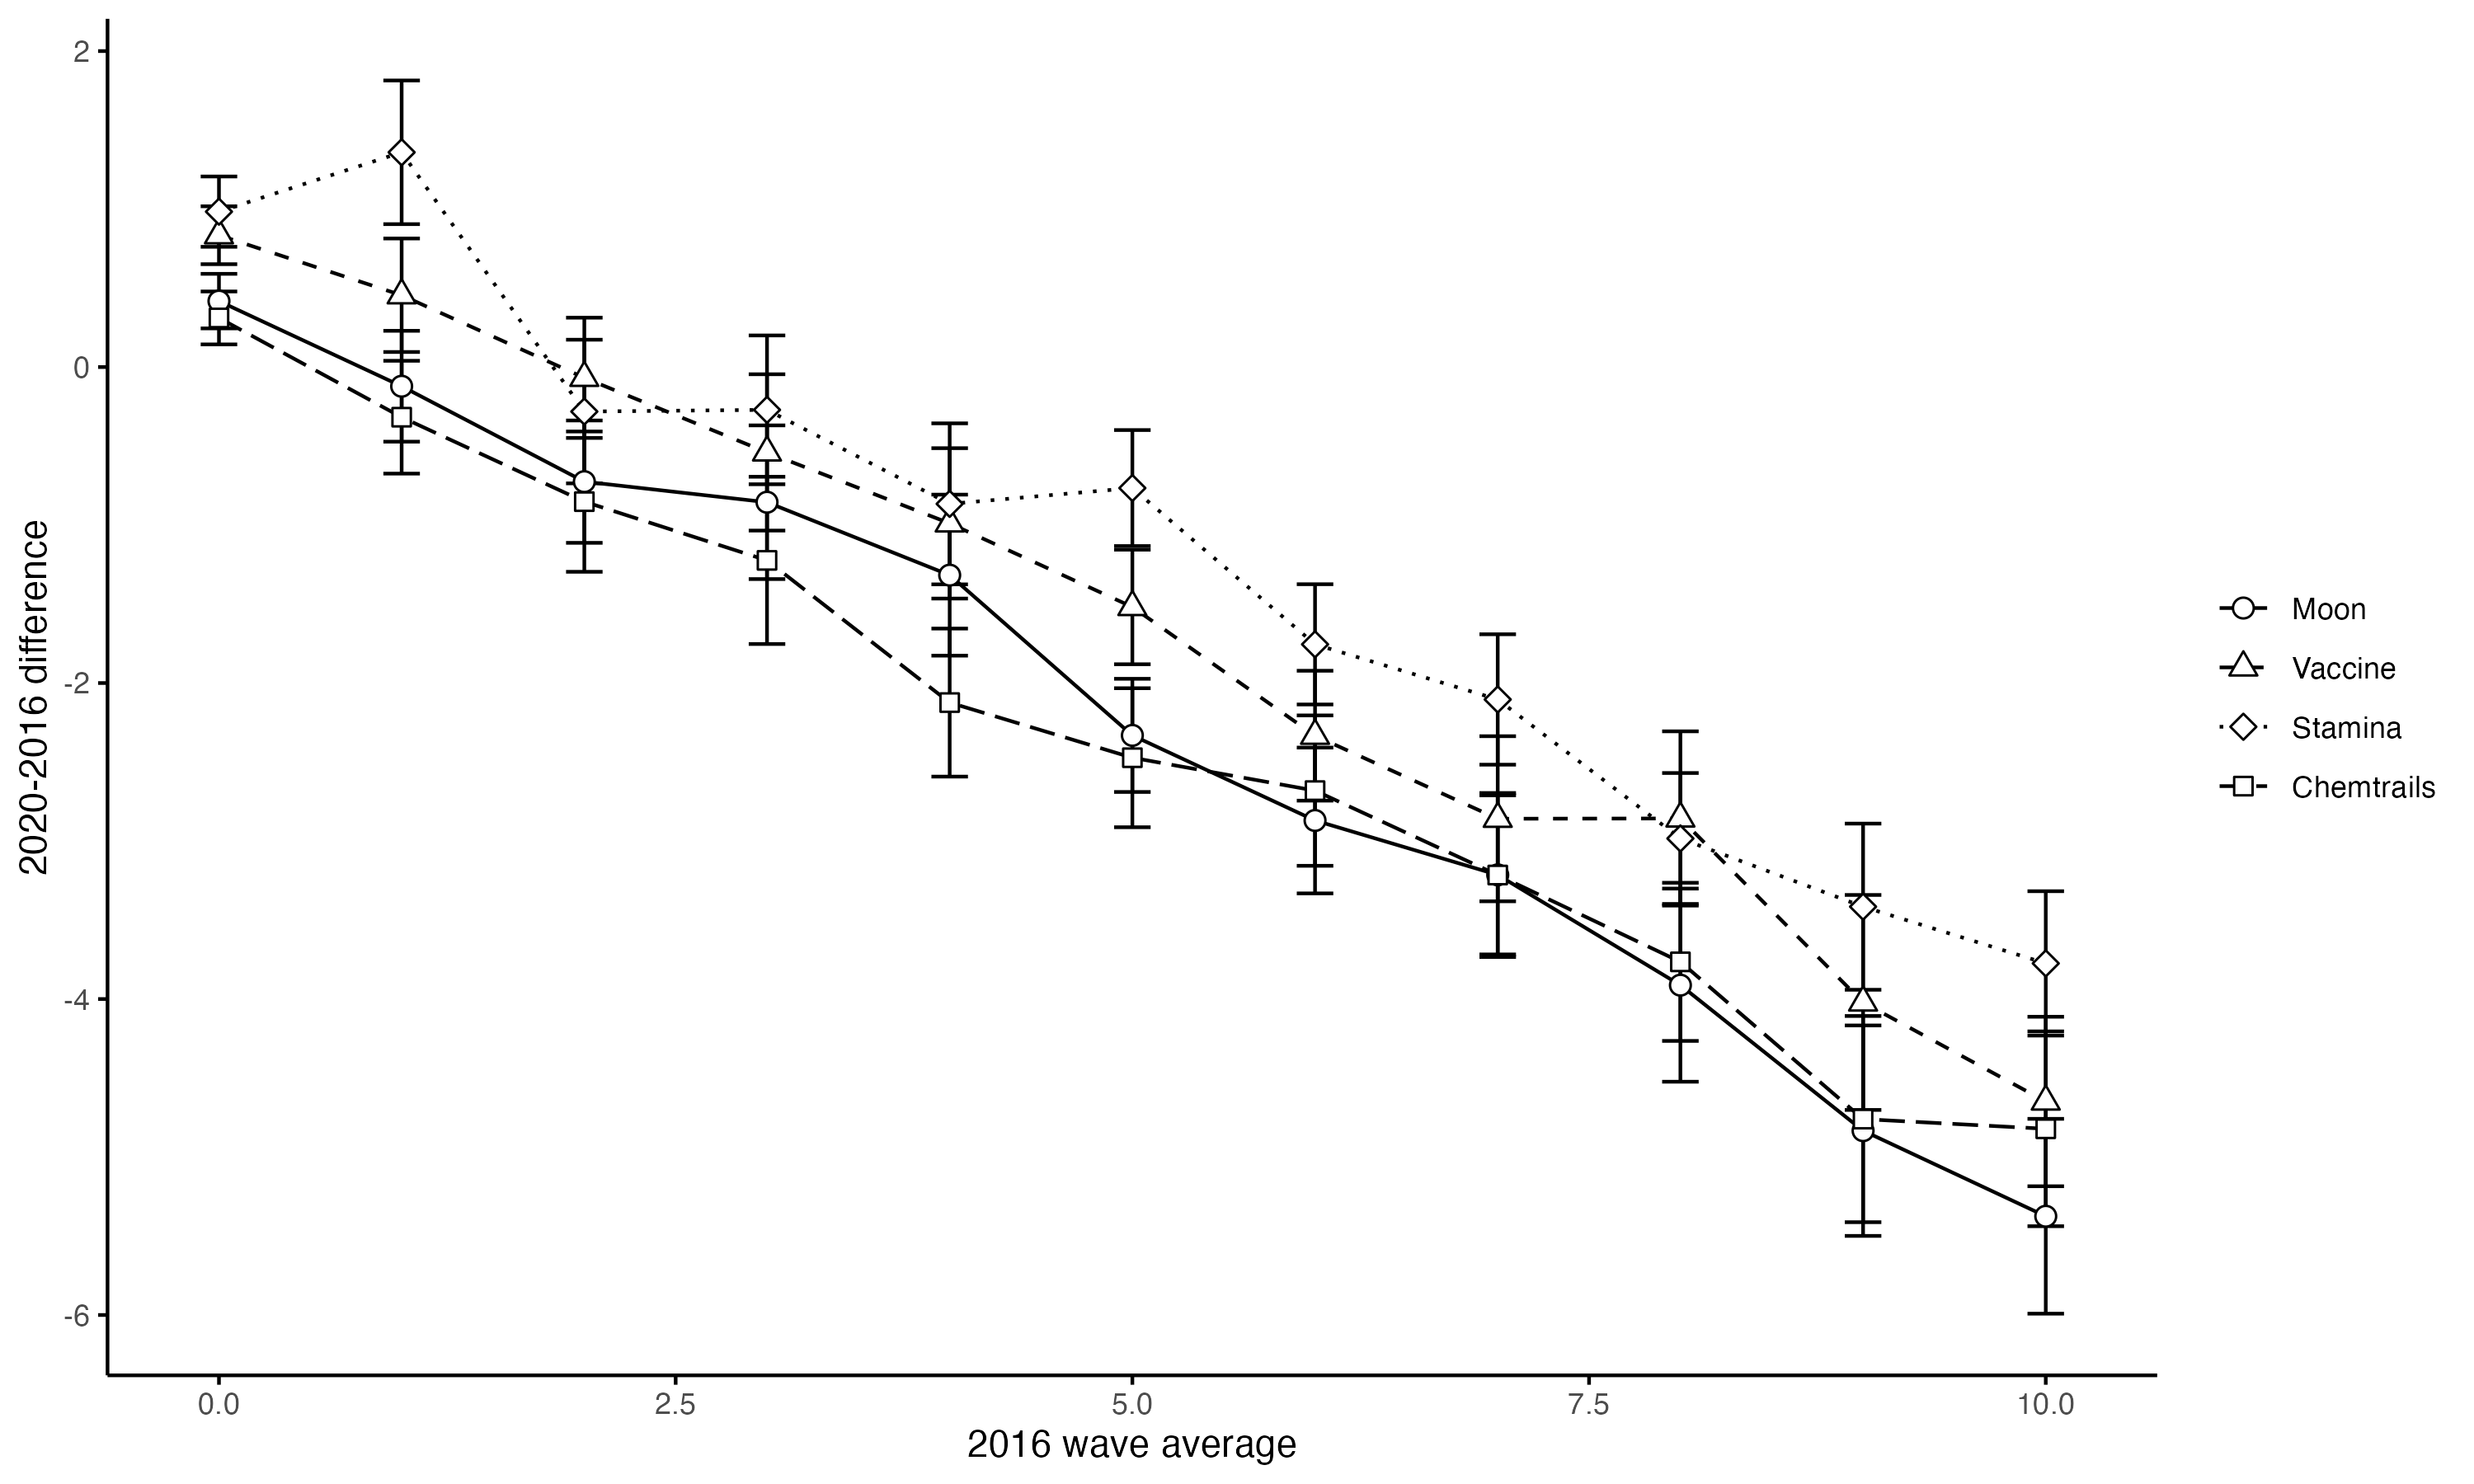 2
0
-2
-4
-6
2020-2016 difference
0.0 2.5 5.0 7.5 10.0
2016 wave average
Moon
Vaccine
Stamina
Chemtrails